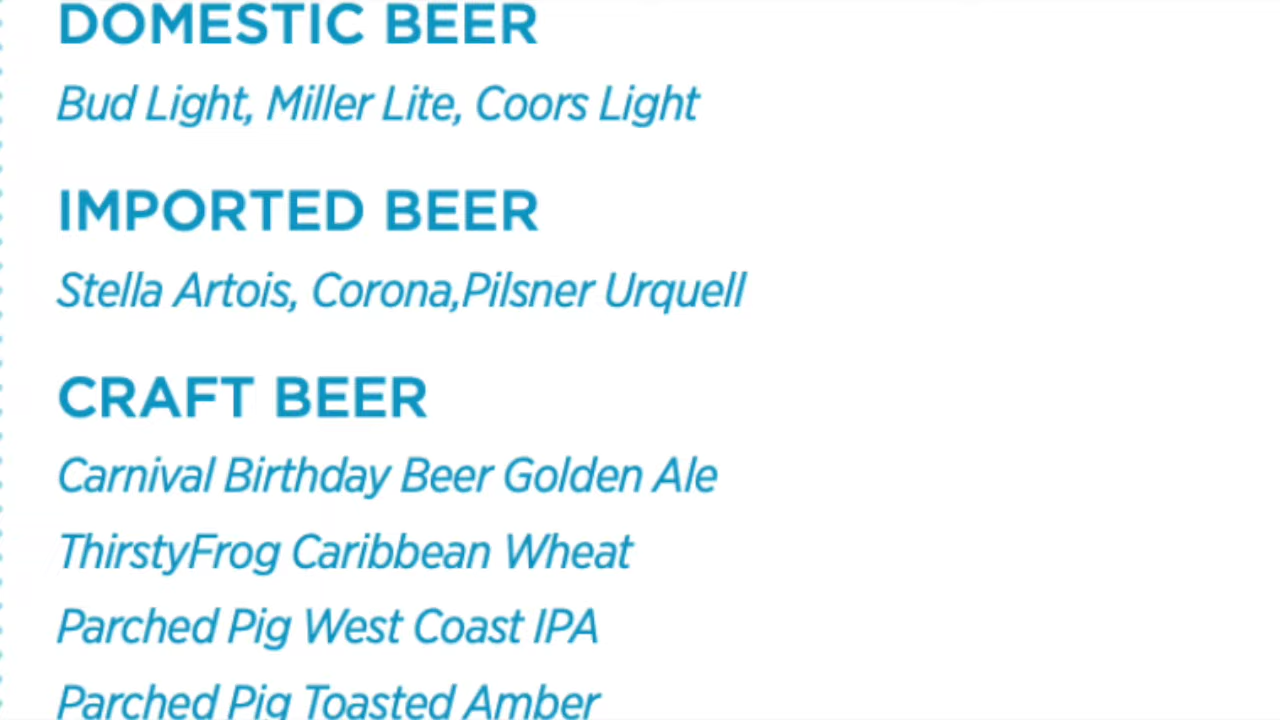 DOMESTIC BEER
Bud Light, Miller Lite, Coors Light
IMPORTED BEER
Stella Artois, Corona,Pilsner Urquell
CRAFT BEER
Carnival Birthday Beer Golden Ale
ThirstyFrog Caribbean Wheat
Parched Pig West Coast IPA
Parched Pig Toasted Amber